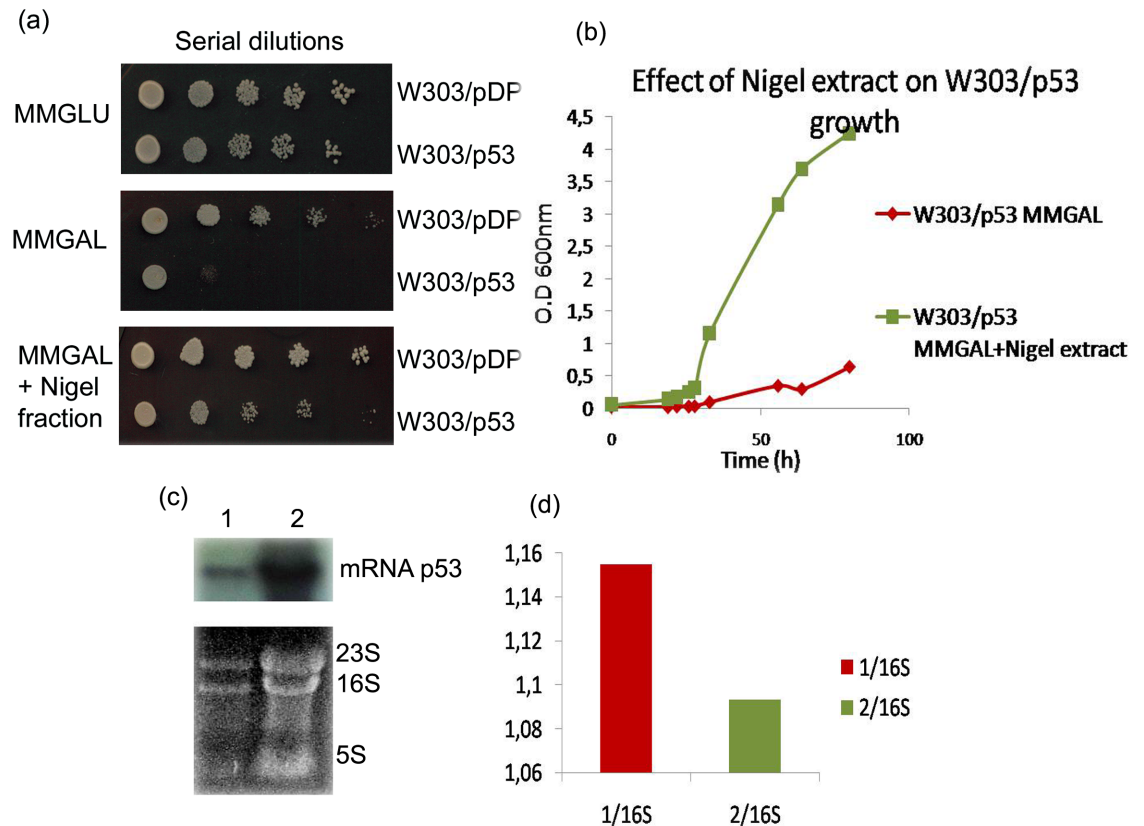 (a)
Serial dilutions
MMGLU
W303/pDP
W303/p53
MMGAL
W303/pDP
W303/p53
MMGAL
+ Nigel
fraction
W303/pDP
W303/p53
(b)
Effect of Nigel extract on W303/p53
growth
4,5
4
3,5
3
2,5
2
1,5
1
0,5
0
O.D 600nm
0
50
100
Time (h)
W303/p53 MMGAL
W303/p53
MMGAL+Nigel extract
(c)
1 2
mRNA p53
23S
16S
5S
(d)
1,16
1,14
1,12
1,1
1,08
1,06
1/16S
2/16S
1/16S
2/16S